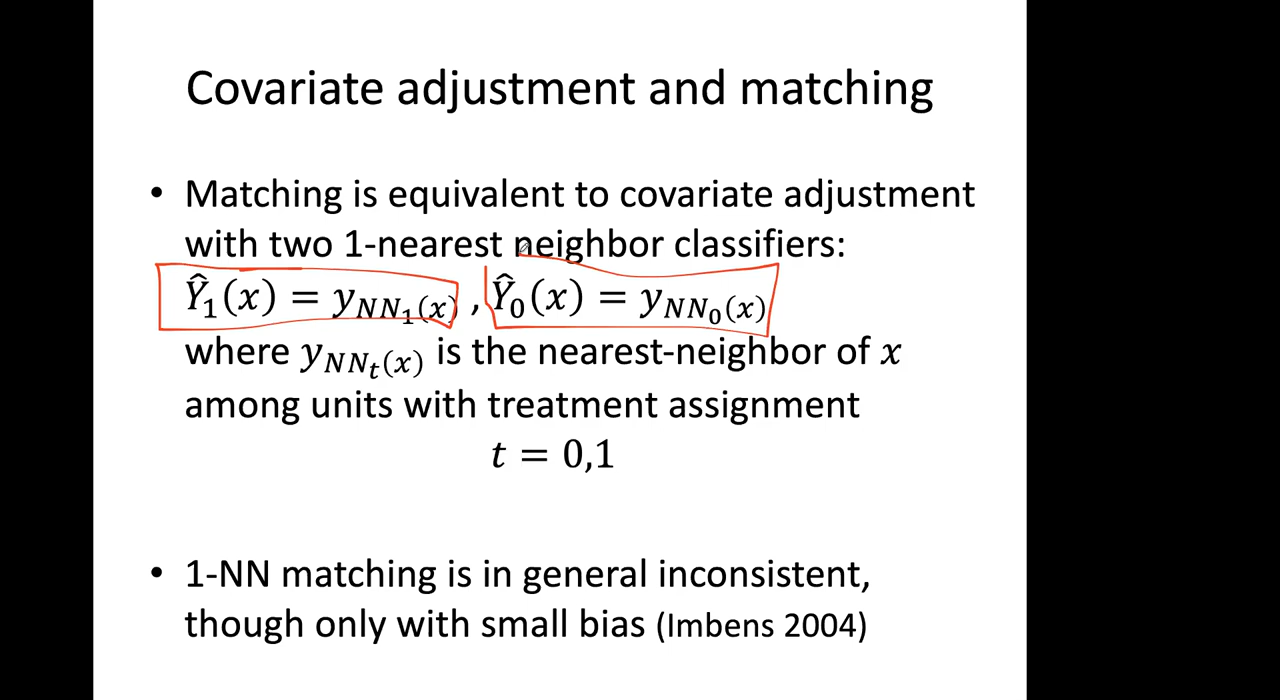 Covariate adjustment and matching
• Matching is equivalent to covariate adjustment
with two 1-nearest neighbor classifiers:
Ŷ₁(x) = y_{NN₁(x)} , Ŷ₀(x) = y_{NN₀(x)}
where y_{NN_t(x)} is the nearest-neighbor of x
among units with treatment assignment
t = 0,1
• 1-NN matching is in general inconsistent,
though only with small bias (Imbens 2004)